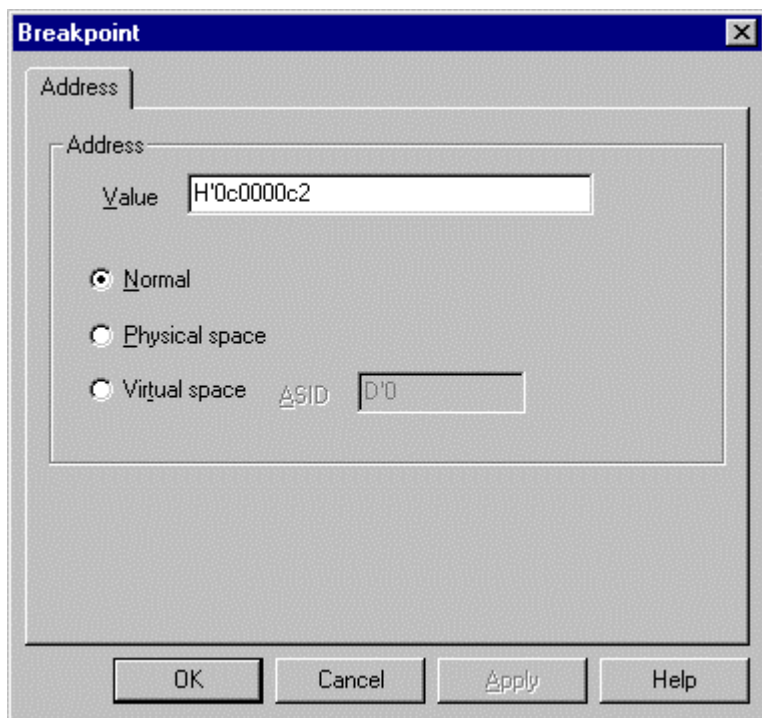 Breakpoint
Address
Address
Value H'0c0000c2
Normal
Physical space
Virtual space ASID D'0
OK Cancel Apply Help